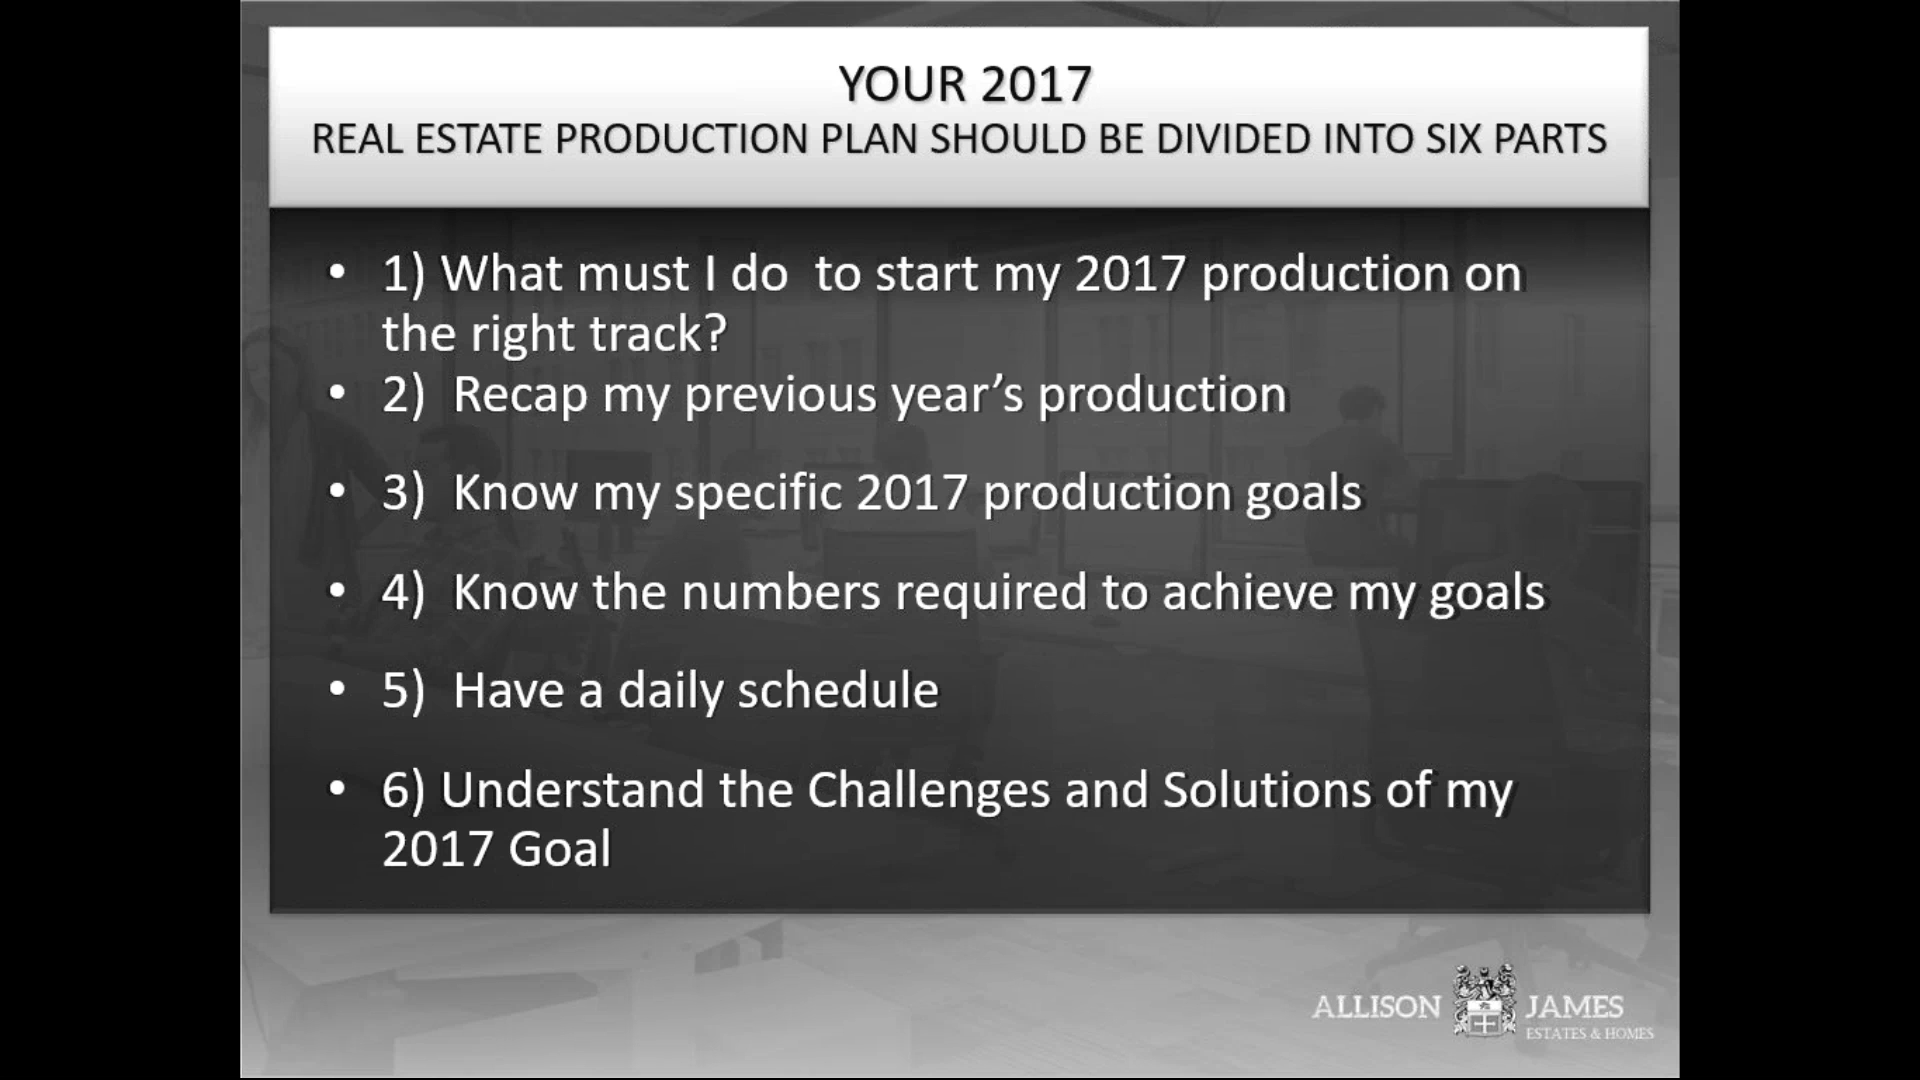 YOUR 2017
REAL ESTATE PRODUCTION PLAN SHOULD BE DIVIDED INTO SIX PARTS
• 1) What must I do  to start my 2017 production on
the right track?
• 2)  Recap my previous year’s production
• 3)  Know my specific 2017 production goals
• 4)  Know the numbers required to achieve my goals
• 5)  Have a daily schedule
• 6) Understand the Challenges and Solutions of my
2017 Goal
ALLISON JAMES
ESTATES & HOMES